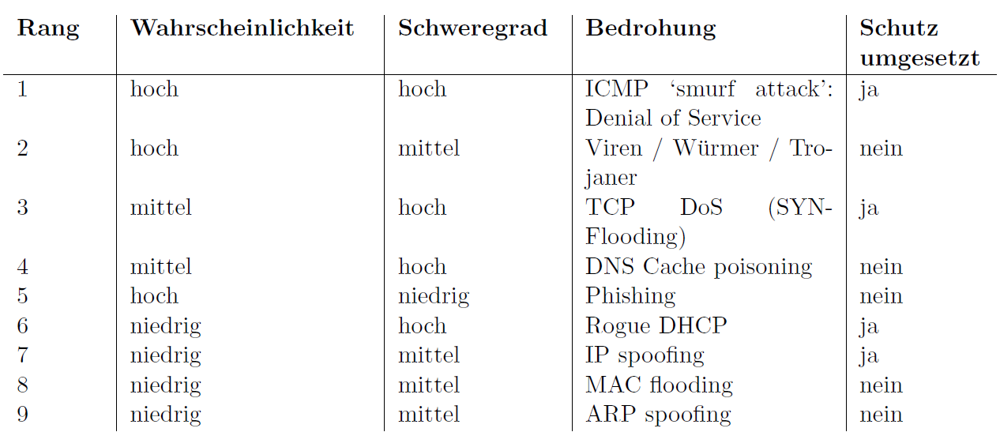 Rang Wahrscheinlichkeit Schweregrad Bedrohung Schutz
umgesetzt
1 hoch hoch ICMP ‘smurf attack’: ja
Denial of Service
2 hoch mittel Viren / Würmer / Tro- nein
janer
3 mittel hoch TCP DoS (SYN- ja
Flooding)
4 mittel hoch DNS Cache poisoning nein
5 hoch niedrig Phishing nein
6 niedrig hoch Rogue DHCP ja
7 niedrig mittel IP spoofing ja
8 niedrig mittel MAC flooding nein
9 niedrig mittel ARP spoofing nein